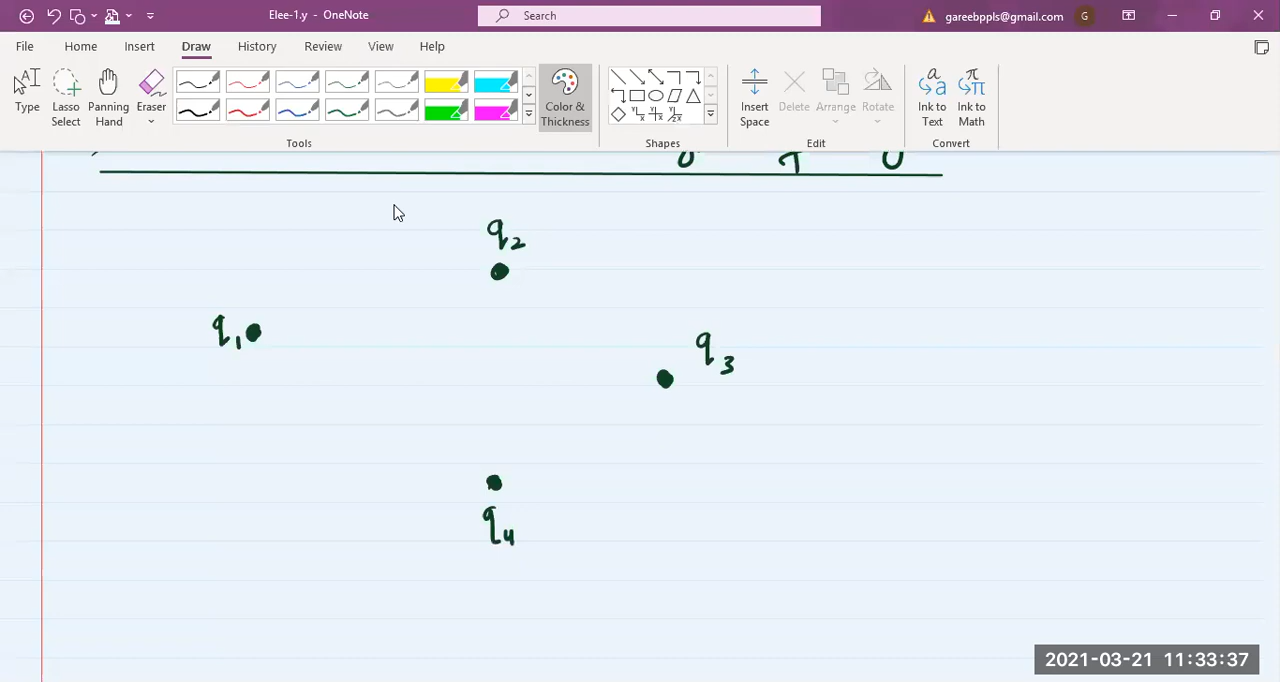 Elee-1.y - OneNote
Search
gareebppls@gmail.com
G
File Home Insert Draw History Review View Help
Type
Lasso Select
Panning Hand
Eraser
Color & Thickness
Insert Space
Delete
Arrange
Rotate
Ink to Text
Ink to Math
Tools
Shapes
Edit
Convert
q2
q1
q3
q4
2021-03-21 11:33:37